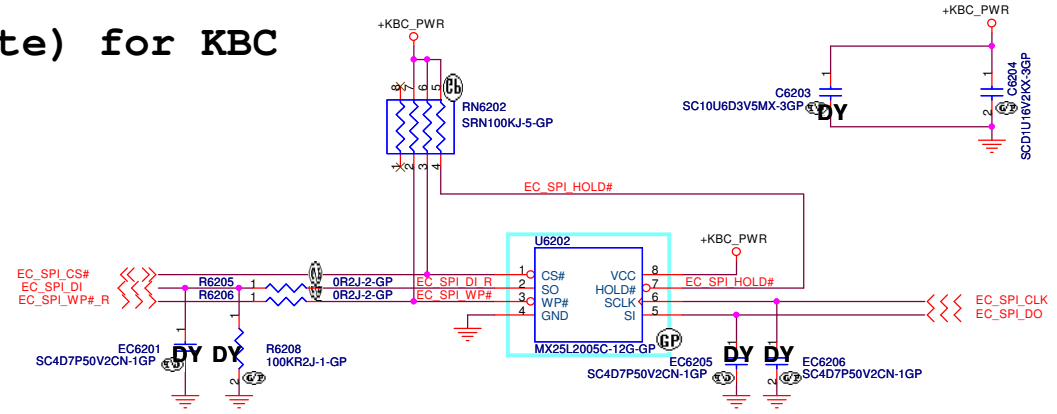 te) for KBC
+KBC_PWR
+KBC_PWR
8 7 6 5
RN6202
SRN100KJ-5-GP
1 2 3 4
1
C6203
SC10U6D3V5MX-3GP
DY
1
2
C6204
SCD1U16V2KX-3GP
EC_SPI_HOLD#
U6202
+KBC_PWR
EC_SPI_CS#
EC_SPI_DI
EC_SPI_WP#_R
R6205 1
R6206 1
0R2J-2-GP
0R2J-2-GP
EC_SPI_DI_R
EC_SPI_WP#
1 CS#
2 SO
3 WP#
4 GND
VCC 8
HOLD# 7
SCLK 6
SI 5
EC_SPI_HOLD#
EC_SPI_CLK
EC_SPI_DO
MX25L2005C-12G-GP
GP
1
EC6201
SC4D7P50V2CN-1GP
DY
DY
1
2
R6208
100KR2J-1-GP
EC6205
SC4D7P50V2CN-1GP
DY
DY
2
EC6206
SC4D7P50V2CN-1GP